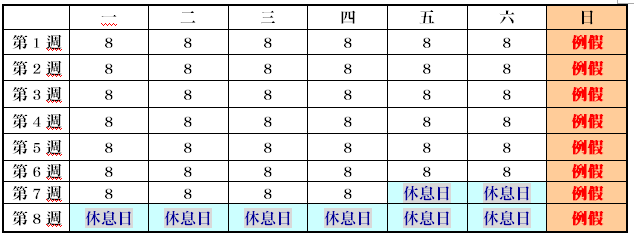 一 二 三 四 五 六 日
第 1 週 8 8 8 8 8 8 例假
第 2 週 8 8 8 8 8 8 例假
第 3 週 8 8 8 8 8 8 例假
第 4 週 8 8 8 8 8 8 例假
第 5 週 8 8 8 8 8 8 例假
第 6 週 8 8 8 8 8 8 例假
第 7 週 8 8 8 8 休息日 休息日 例假
第 8 週 休息日 休息日 休息日 休息日 休息日 休息日 例假